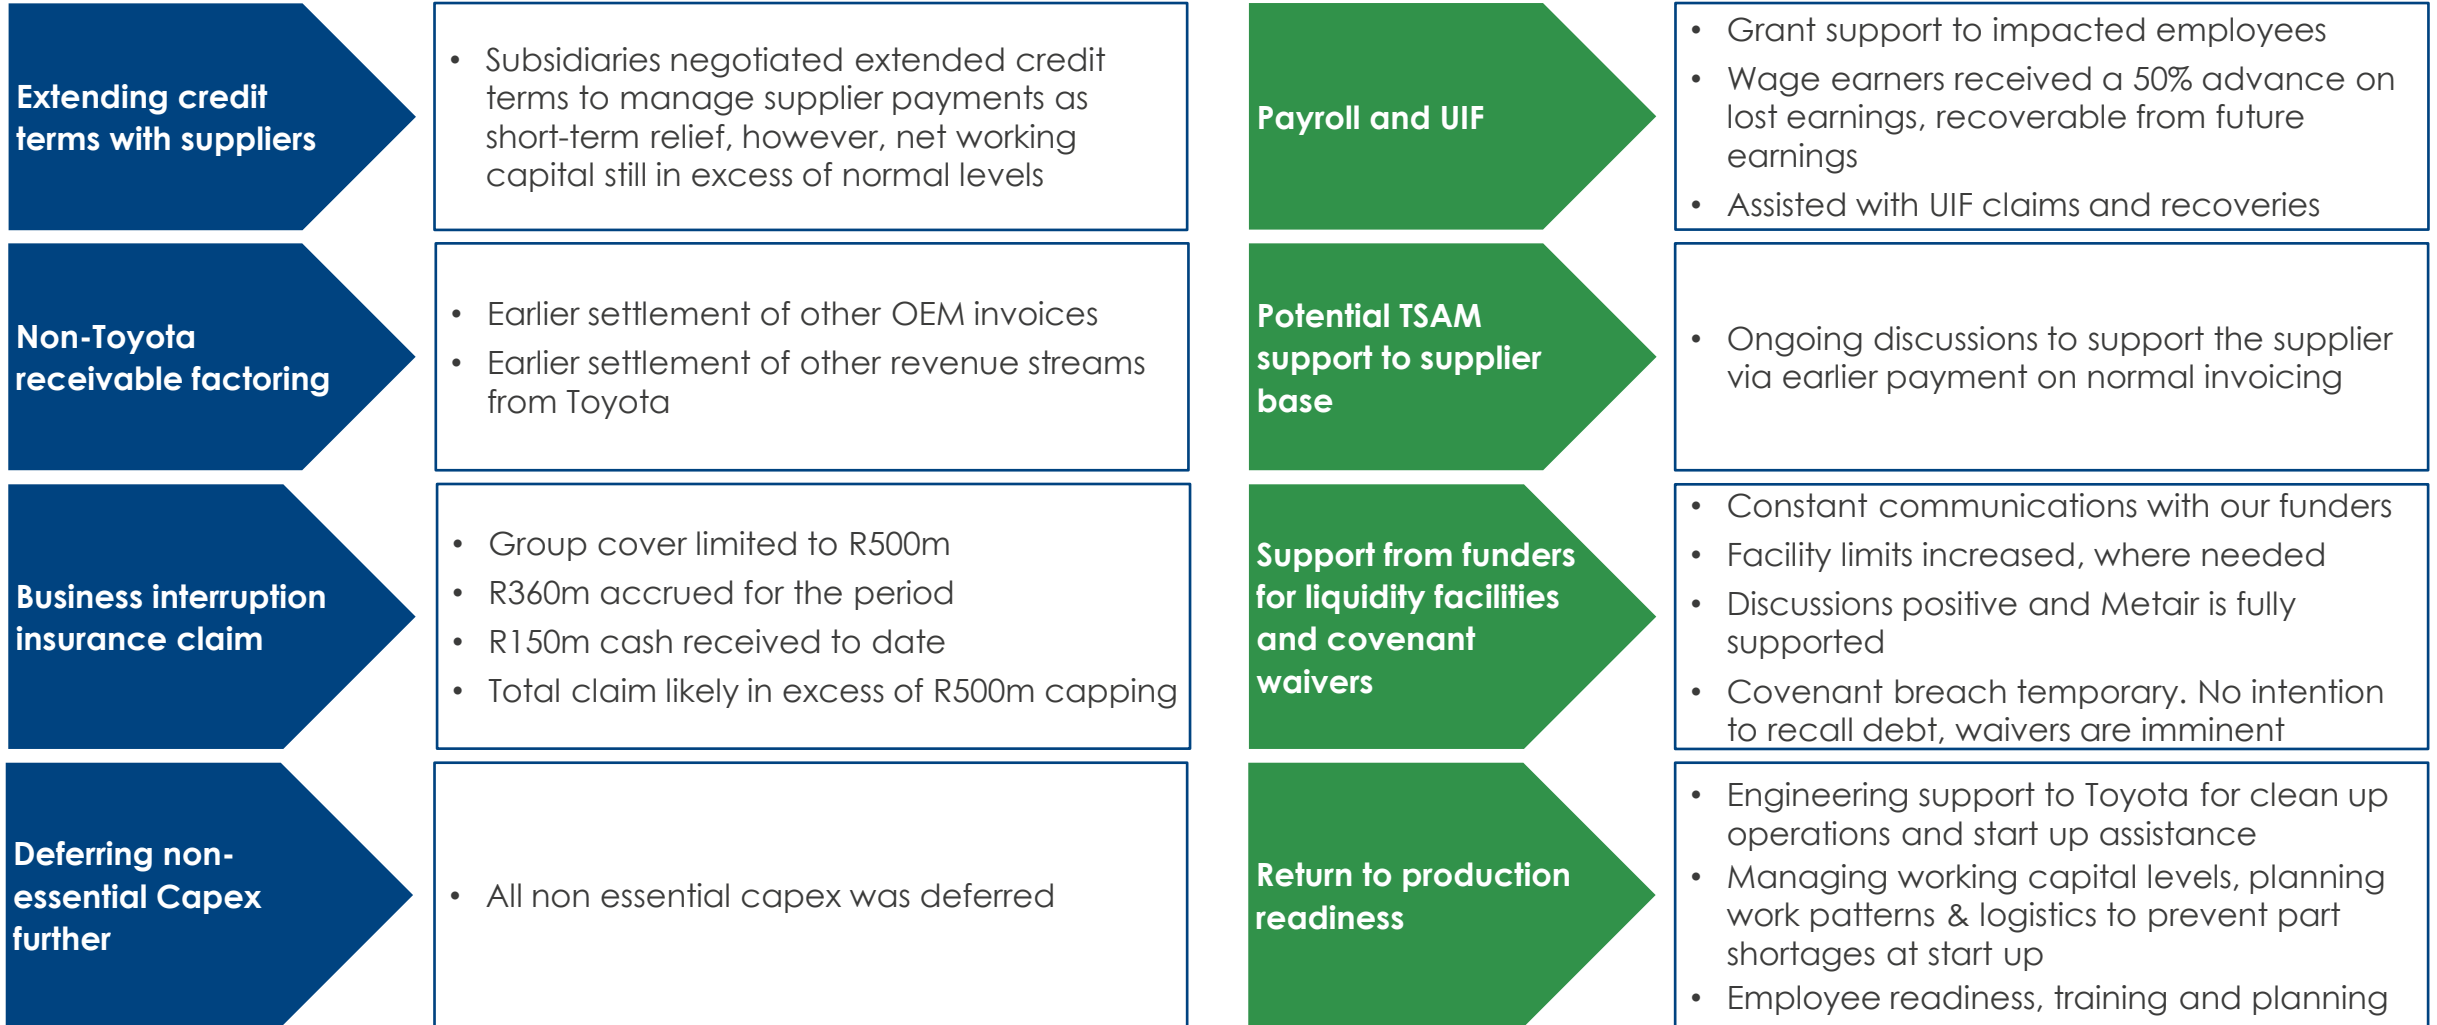 Extending credit
terms with suppliers
• Subsidiaries negotiated extended credit
terms to manage supplier payments as
short-term relief, however, net working
capital still in excess of normal levels
Non-Toyota
receivable factoring
• Earlier settlement of other OEM invoices
• Earlier settlement of other revenue streams
from Toyota
Business interruption
insurance claim
• Group cover limited to R500m
• R360m accrued for the period
• R150m cash received to date
• Total claim likely in excess of R500m capping
Deferring non-
essential Capex
further
• All non essential capex was deferred
Payroll and UIF
• Grant support to impacted employees
• Wage earners received a 50% advance on
lost earnings, recoverable from future
earnings
• Assisted with UIF claims and recoveries
Potential TSAM
support to supplier
base
• Ongoing discussions to support the supplier
via earlier payment on normal invoicing
Support from funders
for liquidity facilities
and covenant
waivers
• Constant communications with our funders
• Facility limits increased, where needed
• Discussions positive and Metair is fully
supported
• Covenant breach temporary. No intention
to recall debt, waivers are imminent
Return to production
readiness
• Engineering support to Toyota for clean up
operations and start up assistance
• Managing working capital levels, planning
work patterns & logistics to prevent part
shortages at start up
• Employee readiness, training and planning